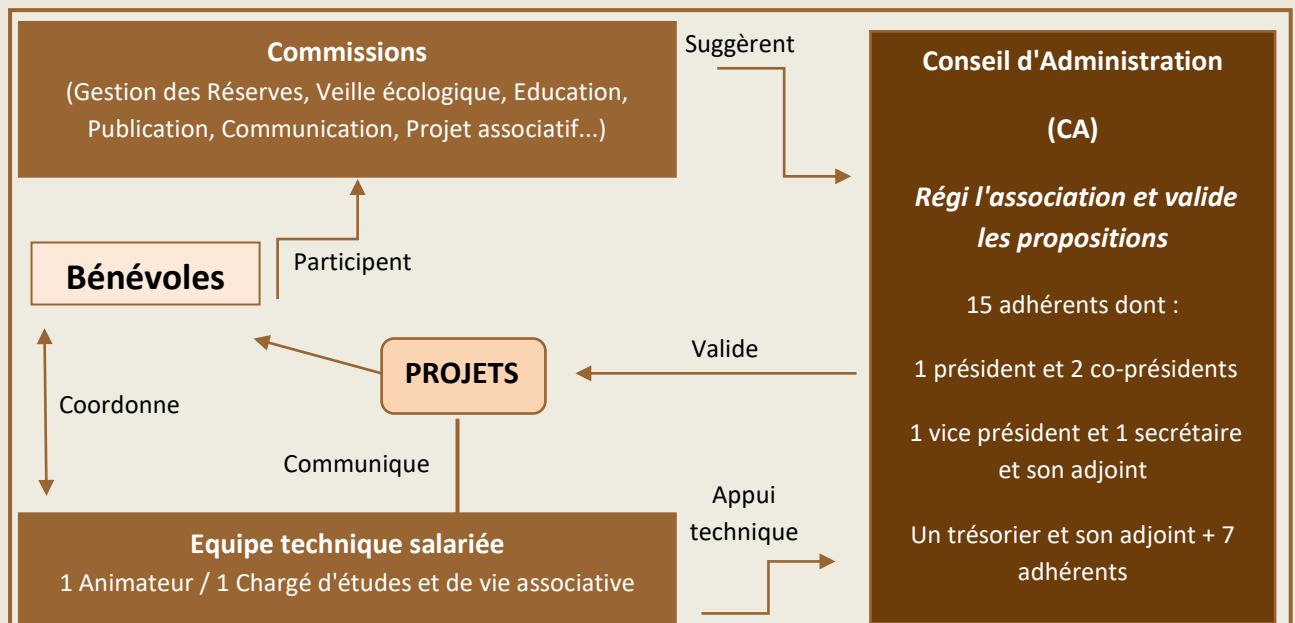 Commissions
(Gestion des Réserves, Veille écologique, Education,
Publication, Communication, Projet associatif...)
Suggèrent
Conseil d'Administration
(CA)
Régi l'association et valide
les propositions
15 adhérents dont :
1 président et 2 co-présidents
1 vice président et 1 secrétaire
et son adjoint
Un trésorier et son adjoint + 7
adhérents
Bénévoles
Participent
PROJETS
Valide
Coordonne
Communique
Appui
technique
Equipe technique salariée
1 Animateur / 1 Chargé d'études et de vie associative